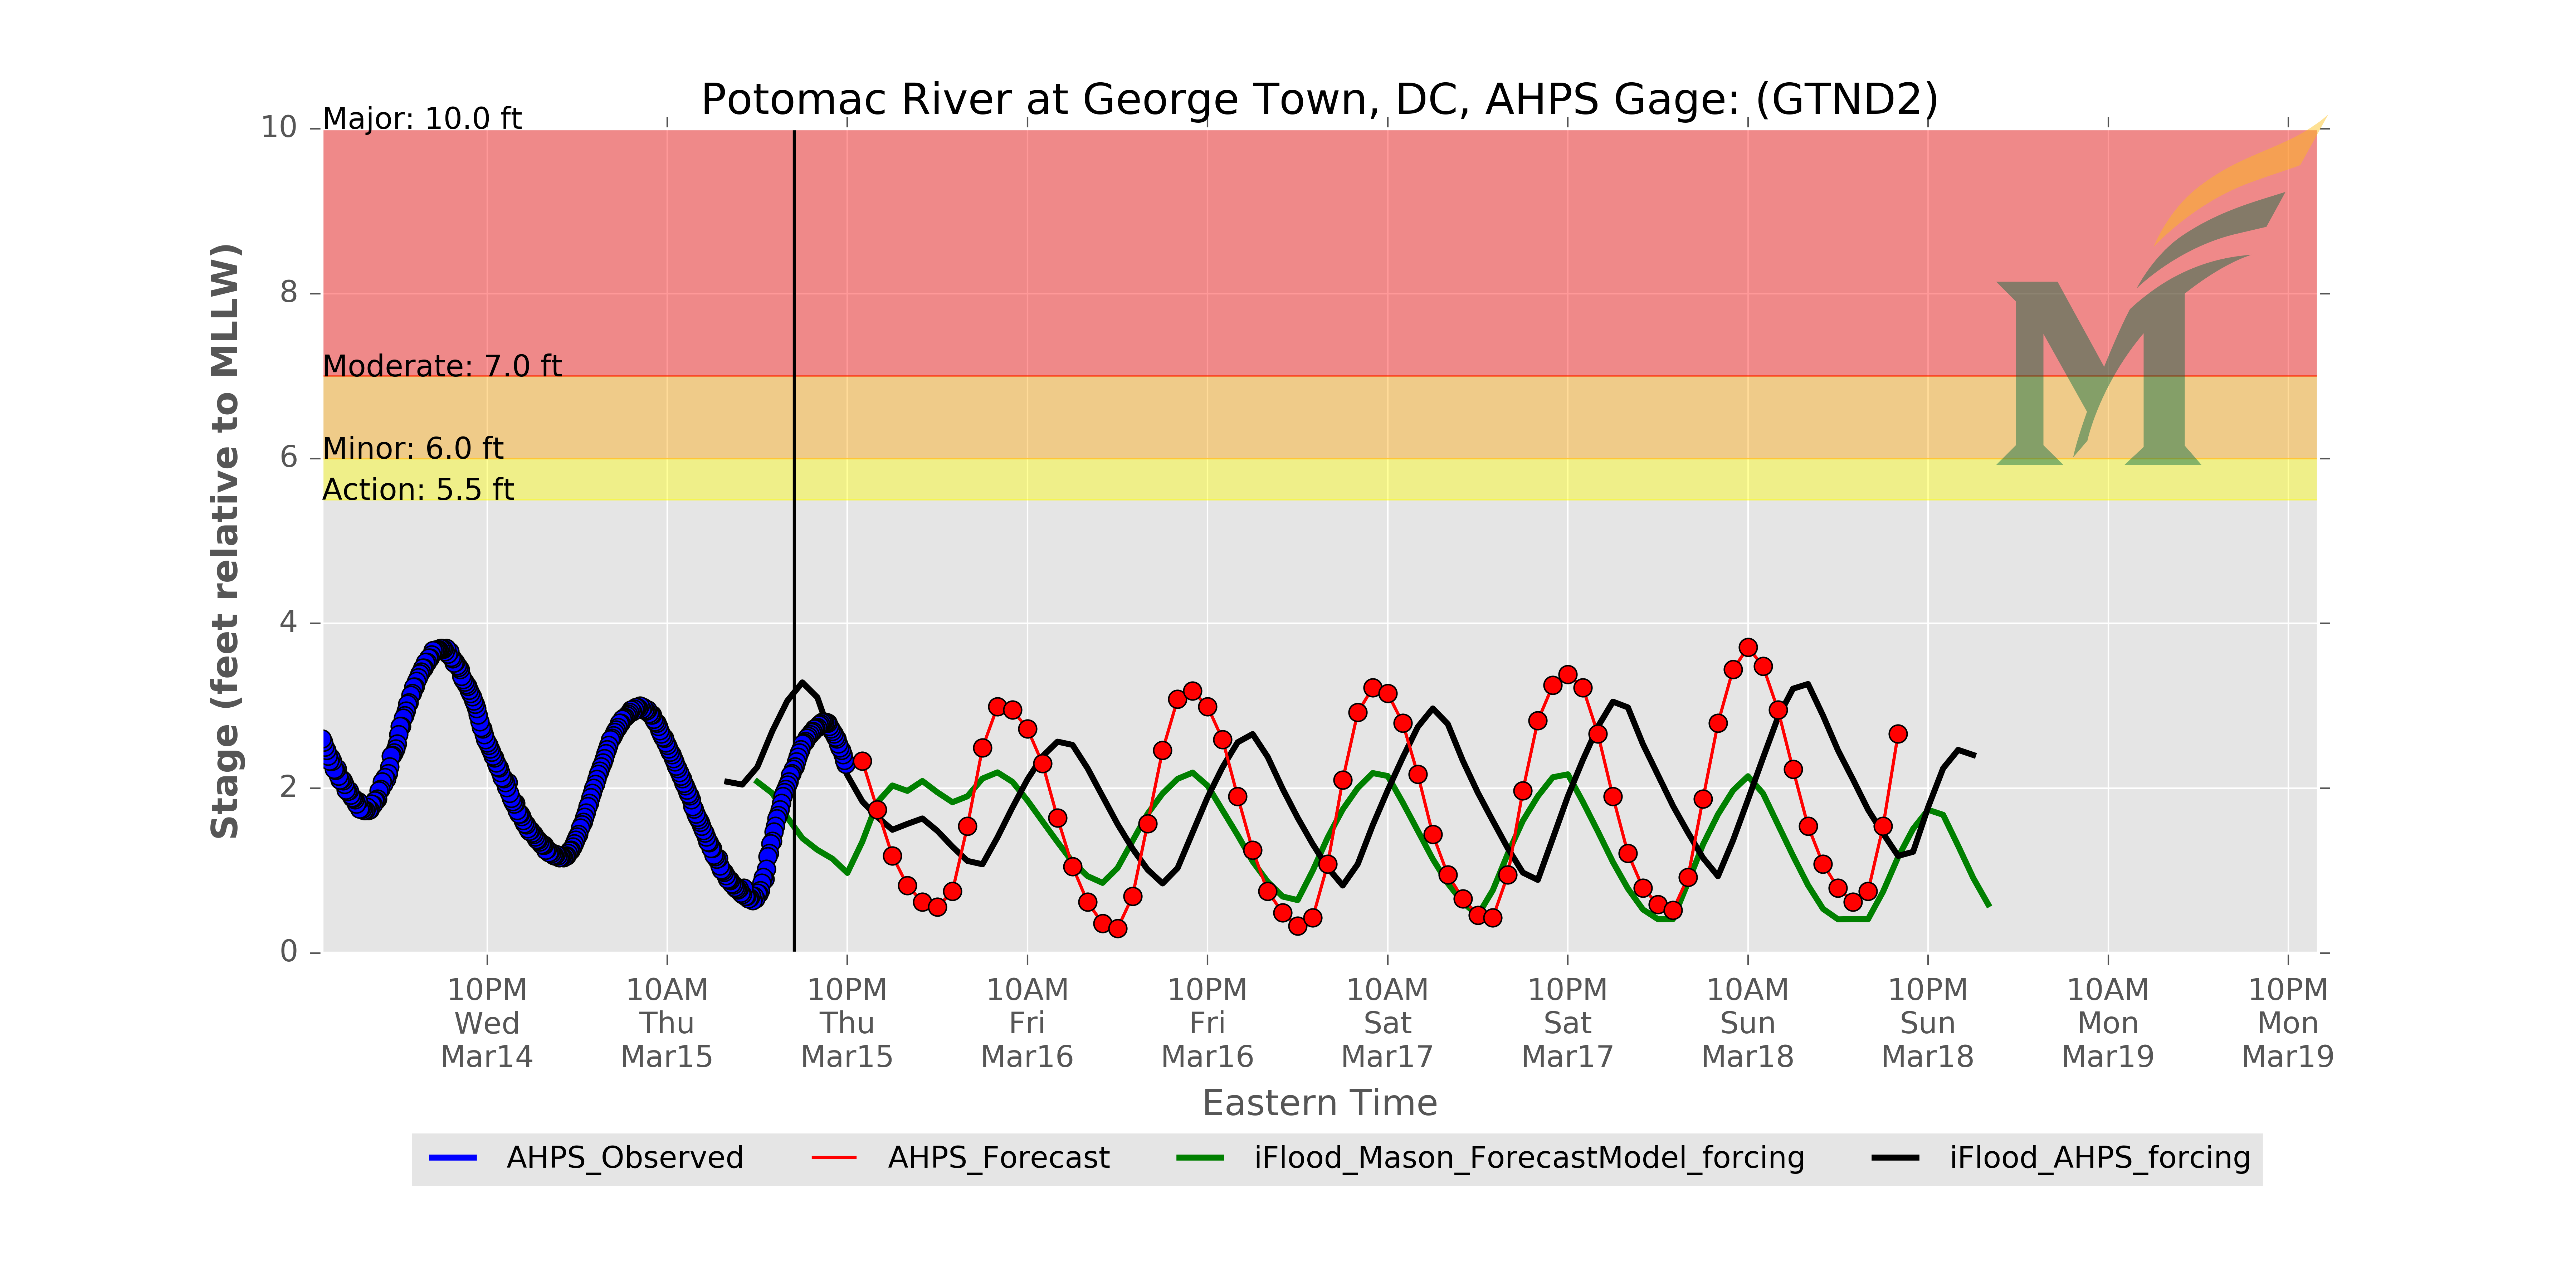 Potomac River at George Town, DC, AHPS Gage: (GTND2)
Major: 10.0 ft
Moderate: 7.0 ft
Minor: 6.0 ft
Action: 5.5 ft
Stage (feet relative to MLLW)
10
8
6
4
2
0
10PM Wed Mar14
10AM Thu Mar15
10PM Thu Mar15
10AM Fri Mar16
10PM Fri Mar16
10AM Sat Mar17
10PM Sat Mar17
10AM Sun Mar18
10PM Sun Mar18
10AM Mon Mar19
10PM Mon Mar19
Eastern Time
AHPS_Observed
AHPS_Forecast
iFlood_Mason_ForecastModel_forcing
iFlood_AHPS_forcing
M